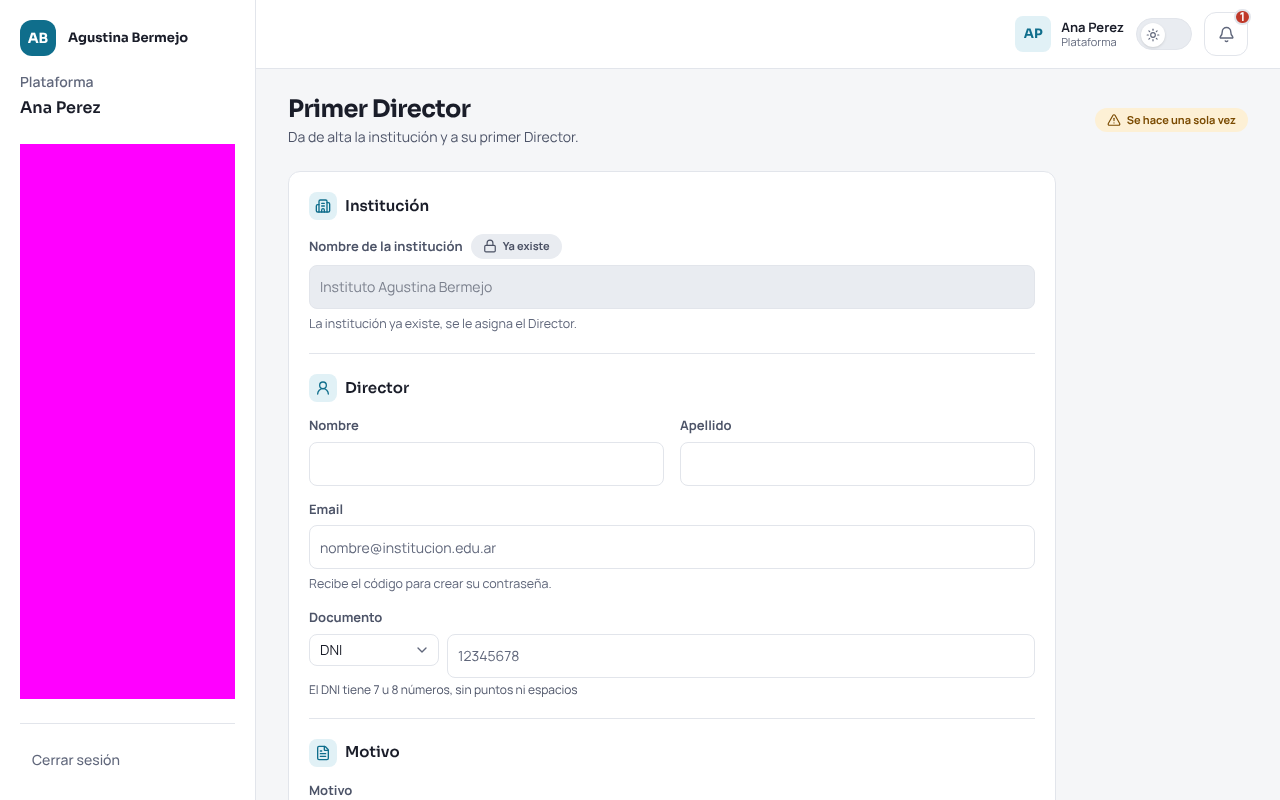 AB
Agustina Bermejo
Plataforma
Ana Perez
Cerrar sesión
AP
Ana Perez
Plataforma
1
Primer Director
Da de alta la institución y a su primer Director.
Se hace una sola vez
Institución
Nombre de la institución
Ya existe
Instituto Agustina Bermejo
La institución ya existe, se le asigna el Director.
Director
Nombre
Apellido
Email
nombre@institucion.edu.ar
Recibe el código para crear su contraseña.
Documento
DNI
12345678
El DNI tiene 7 u 8 números, sin puntos ni espacios
Motivo
Motivo